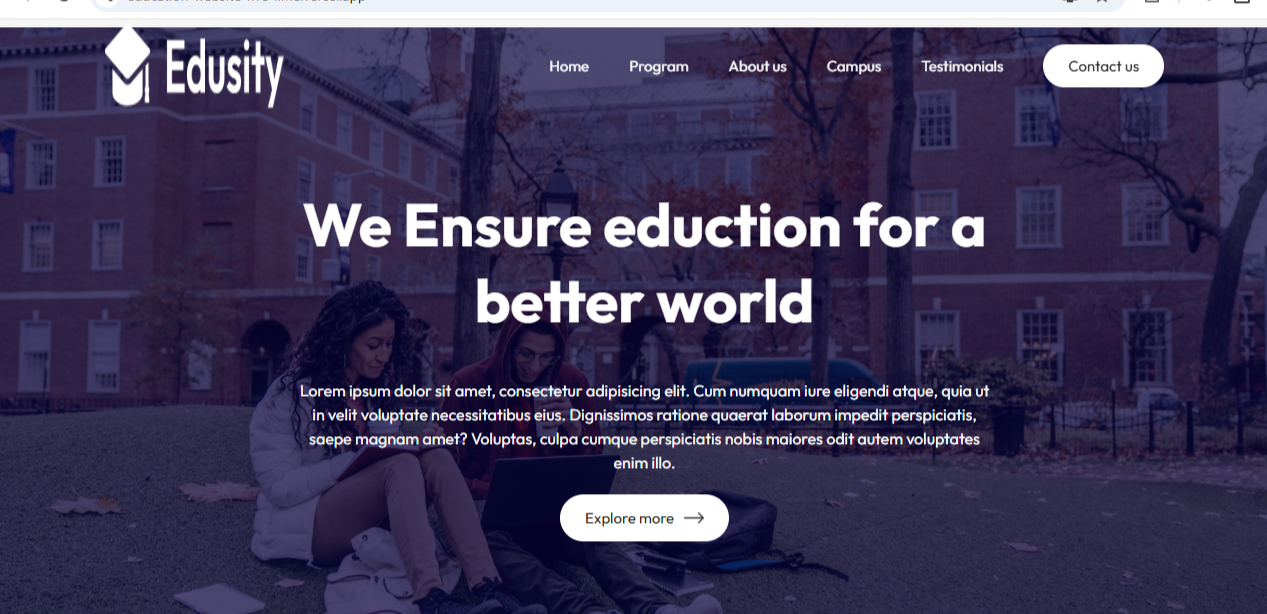 Edusity
Home Program About us Campus Testimonials Contact us
We Ensure eduction for a
better world
Lorem ipsum dolor sit amet, consectetur adipisicing elit. Cum numquam iure eligendi atque, quia ut
in velit voluptate necessitatibus eius. Dignissimos ratione quaerat laborum impedit perspiciatis,
saepe magnam amet? Voluptas, culpa cumque perspiciatis nobis maiores odit autem voluptates
enim illo.
Explore more